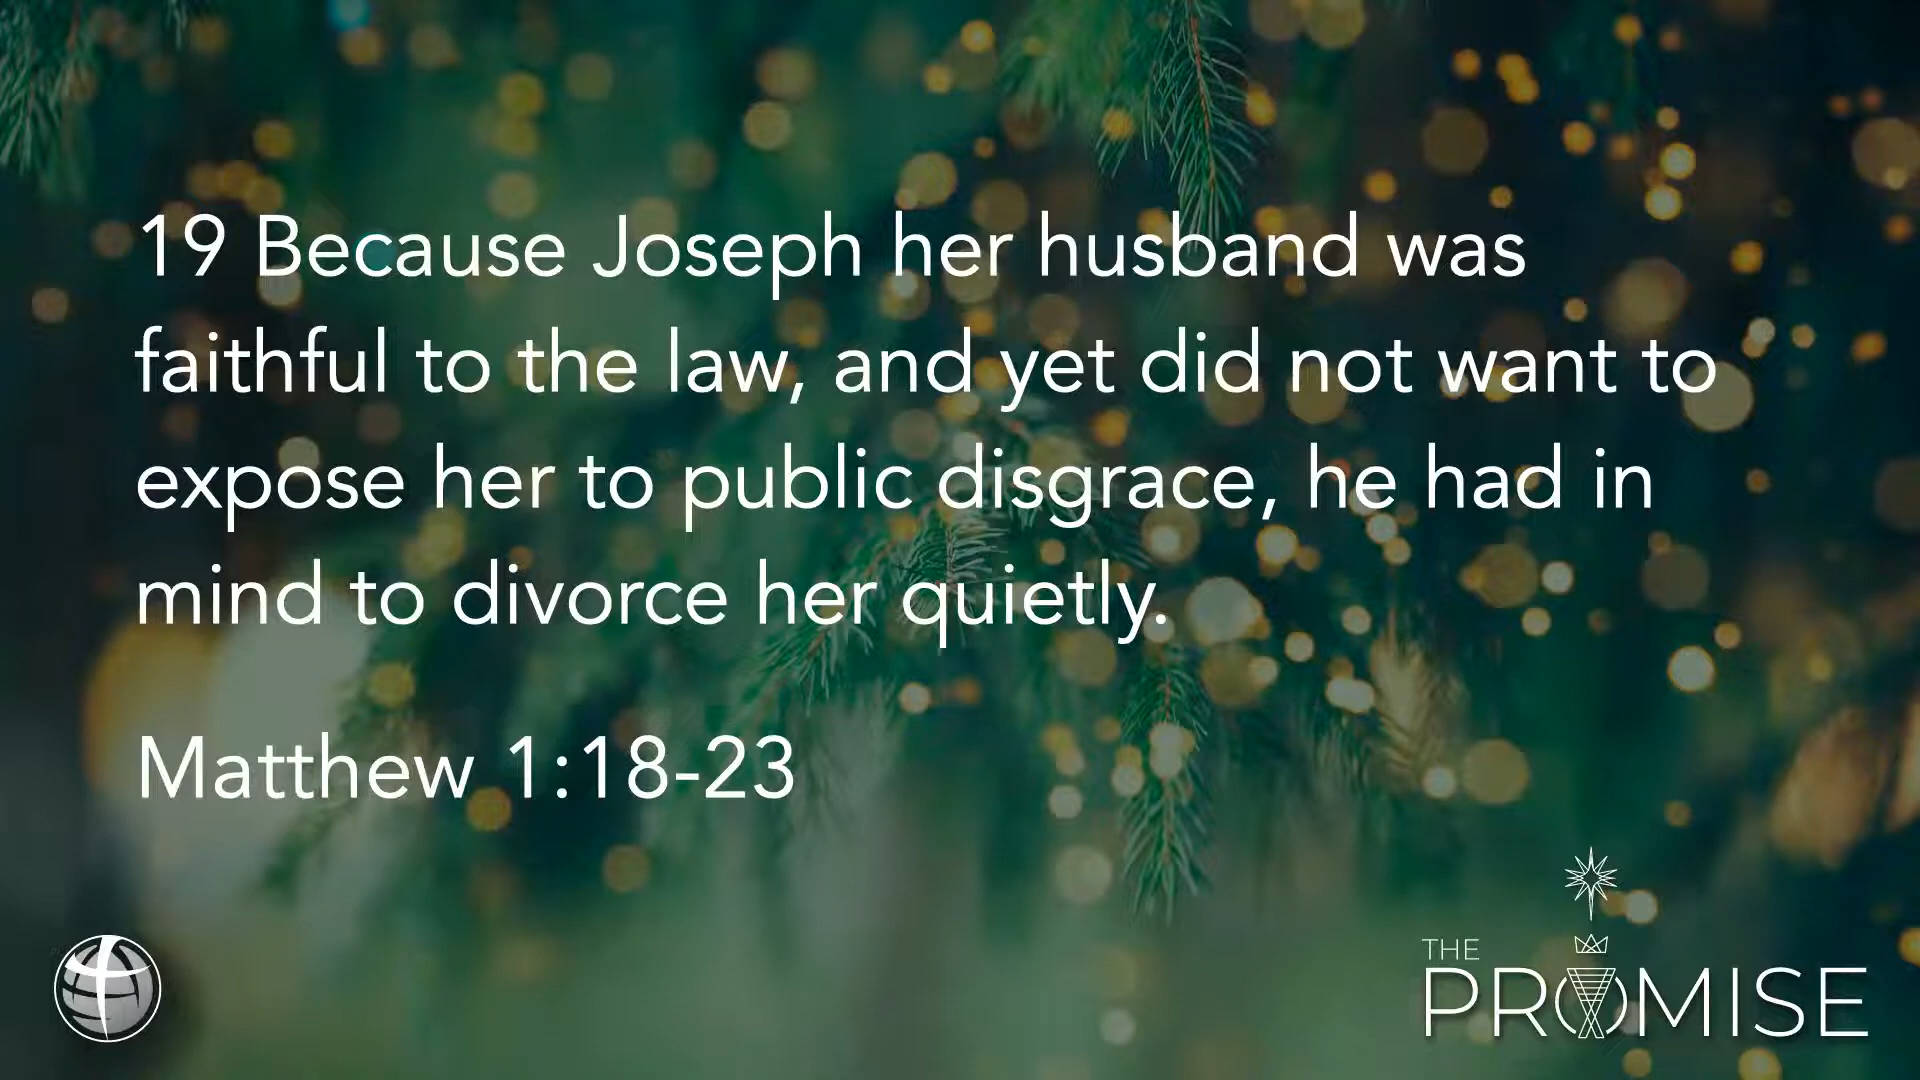 19 Because Joseph her husband was
faithful to the law, and yet did not want to
expose her to public disgrace, he had in
mind to divorce her quietly.
Matthew 1:18-23
THE
PROMISE